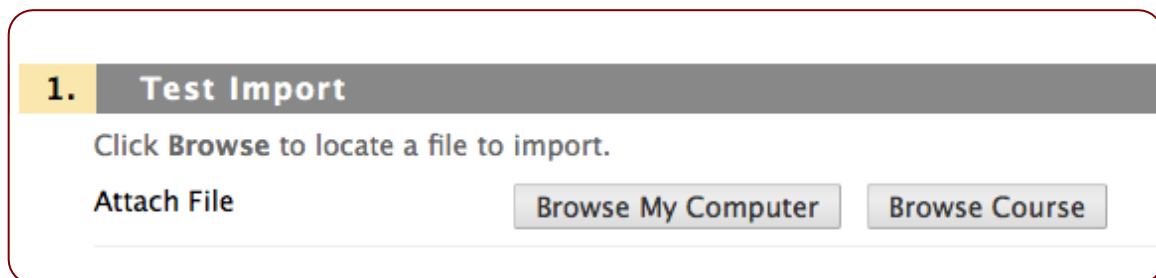 1. Test Import
Click Browse to locate a file to import.
Attach File Browse My Computer Browse Course